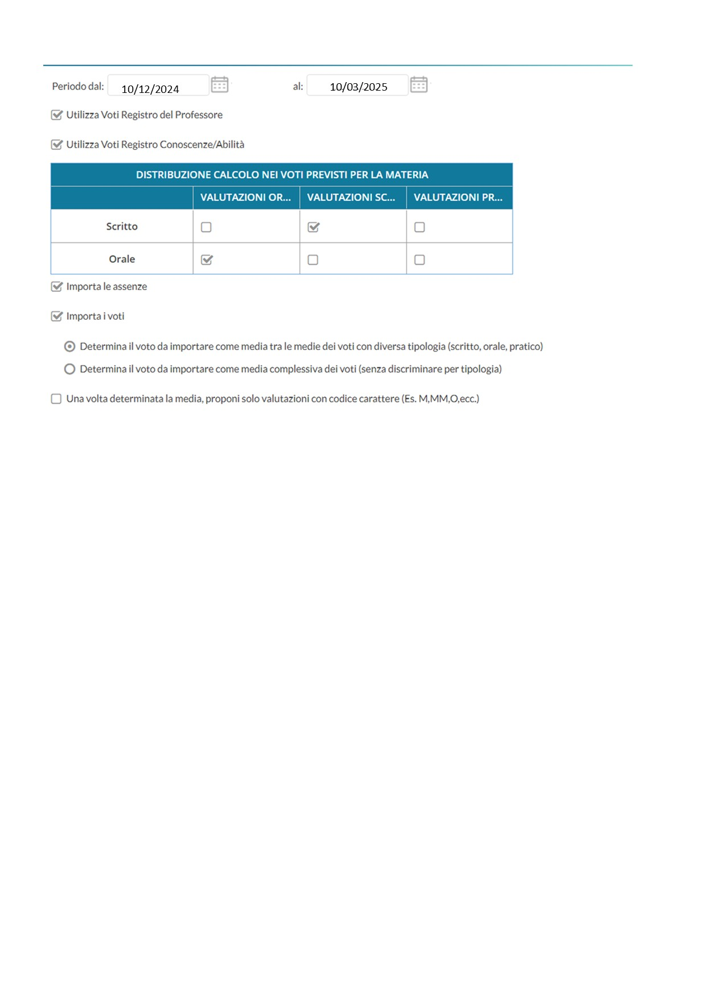 Periodo dal: 10/12/2024 al: 10/03/2025
Utilizza Voti Registro del Professore
Utilizza Voti Registro Conoscenze/Abilità
DISTRIBUZIONE CALCOLO NEI VOTI PREVISTI PER LA MATERIA
VALUTAZIONI OR... VALUTAZIONI SC... VALUTAZIONI PR...
Scritto
Orale
Importa le assenze
Importa i voti
Determina il voto da importare come media tra le medie dei voti con diversa tipologia (scritto, orale, pratico)
Determina il voto da importare come media complessiva dei voti (senza discriminare per tipologia)
Una volta determinata la media, proponi solo valutazioni con codice carattere (Es. M,MM,O,ecc.)